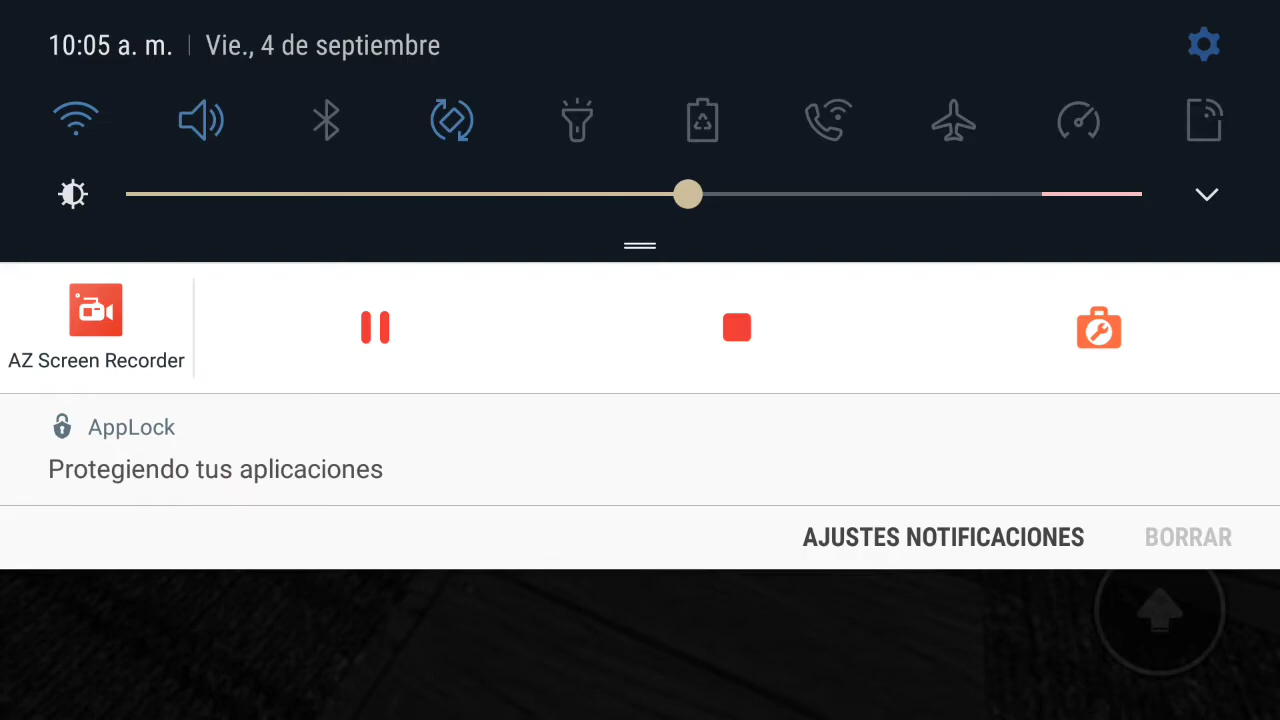 10:05 a. m. | Vie., 4 de septiembre
AZ Screen Recorder
AppLock
Protegiendo tus aplicaciones
AJUSTES NOTIFICACIONES BORRAR